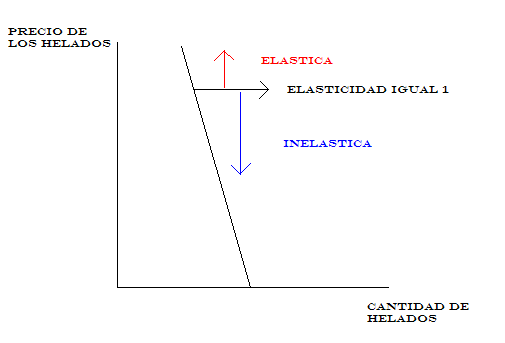 PRECIO DE
LOS HELADOS
ELASTICA
ELASTICIDAD IGUAL 1
INELASTICA
CANTIDAD DE
HELADOS